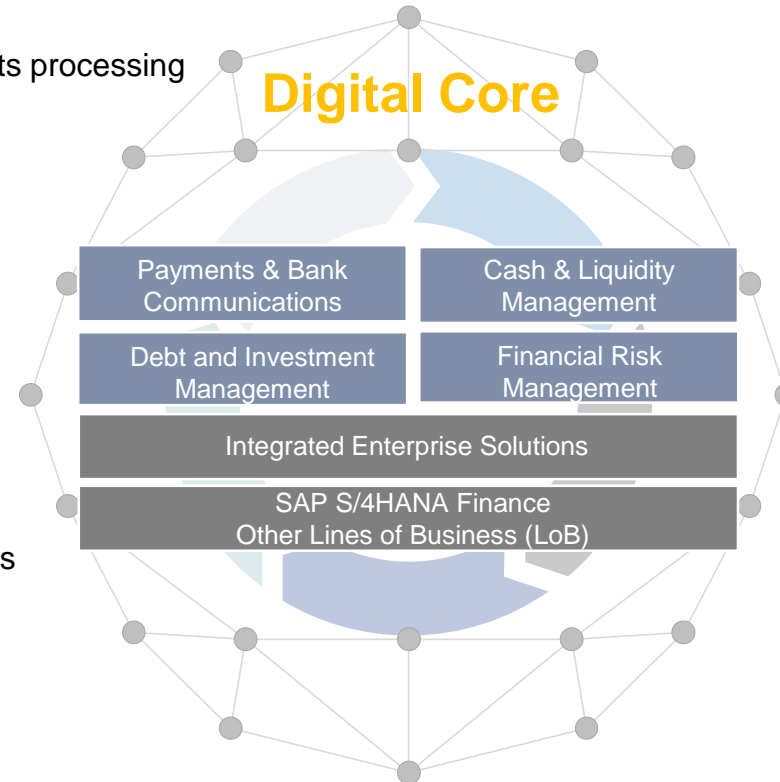 ts processing
Digital Core
Payments & Bank
Communications
Cash & Liquidity
Management
Debt and Investment
Management
Financial Risk
Management
Integrated Enterprise Solutions
SAP S/4HANA Finance
Other Lines of Business (LoB)
s